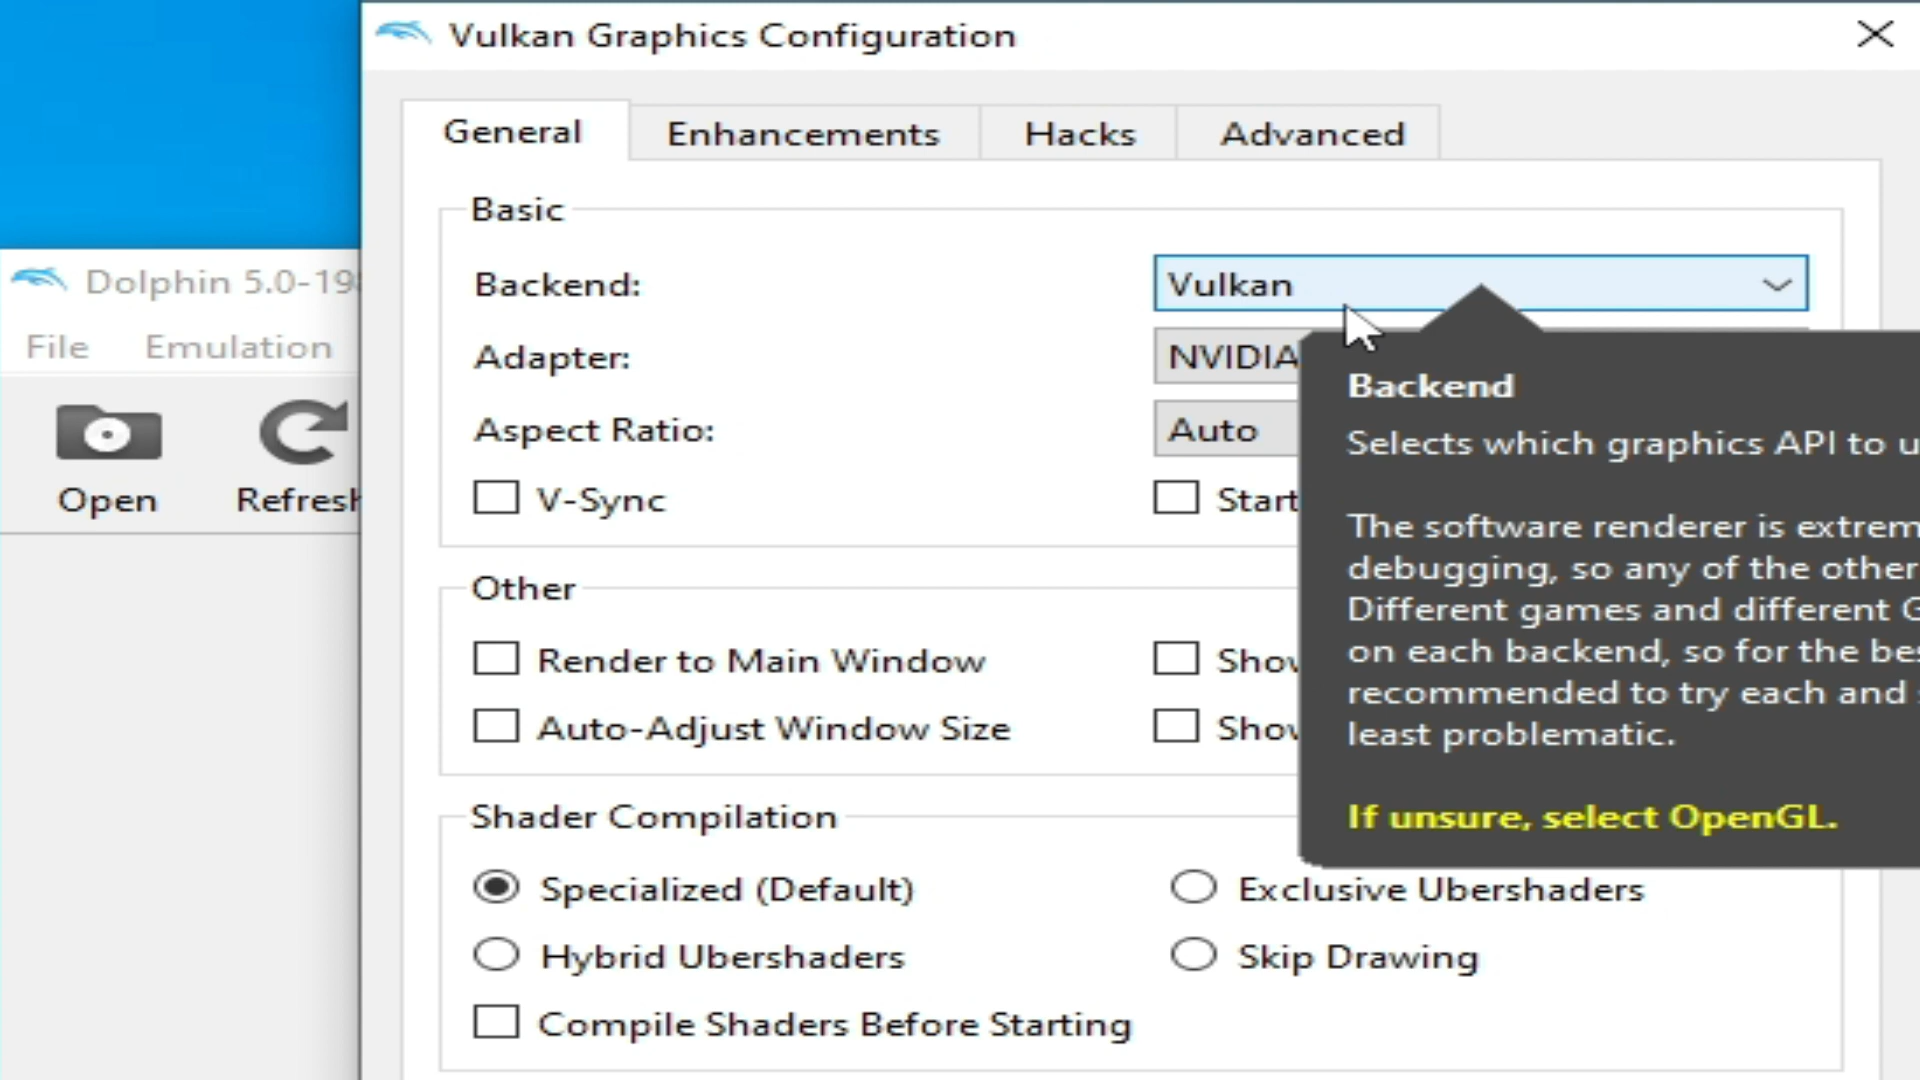 Vulkan Graphics Configuration
General Enhancements Hacks Advanced
Basic
Backend: Vulkan
Adapter: NVIDIA
Aspect Ratio: Auto
V-Sync Start
Other
Render to Main Window
Auto-Adjust Window Size
Shader Compilation
Specialized (Default) Exclusive Ubershaders
Hybrid Ubershaders Skip Drawing
Compile Shaders Before Starting
Backend
Selects which graphics API to
The software renderer is
debugging, so any of the other
Different games and different
on each backend, so for the
recommended to try each and
least problematic.
If unsure, select OpenGL.
Dolphin 5.0-19
File Emulation
Open Refresh